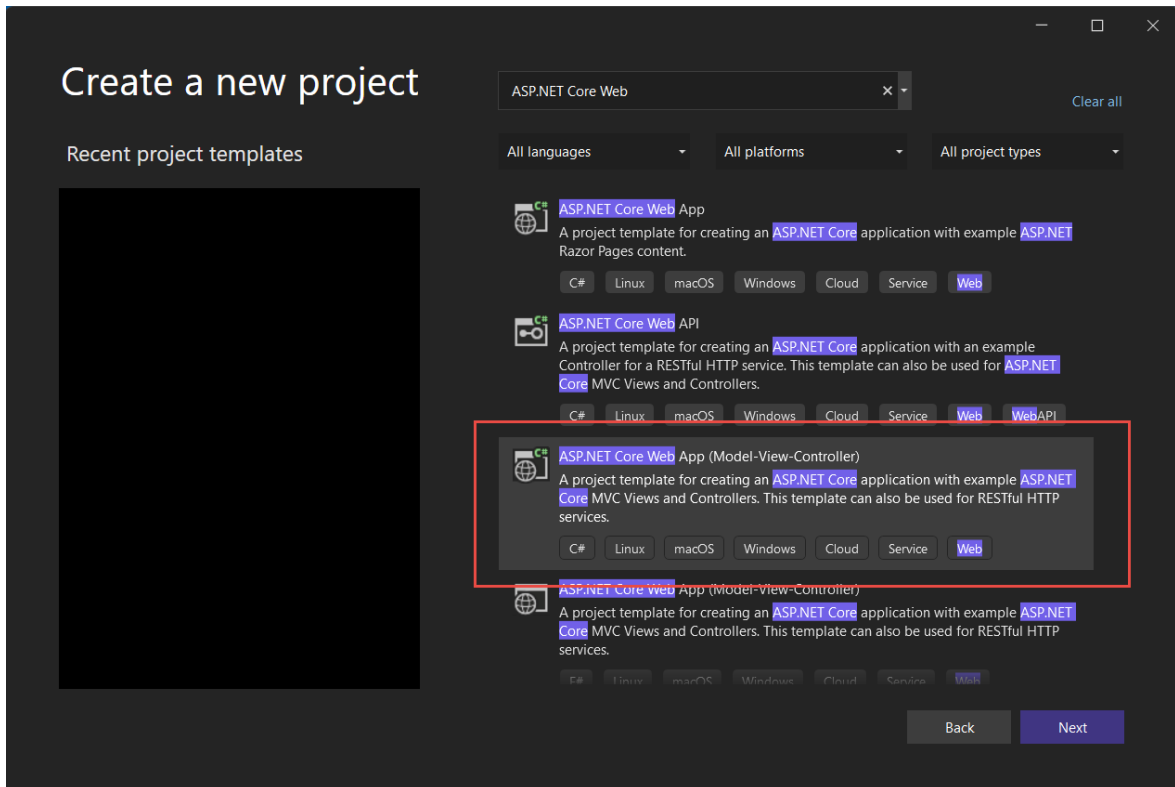 Create a new project
Recent project templates
ASP.NET Core Web
Clear all
All languages
All platforms
All project types
C#
ASP.NET Core Web App
A project template for creating an ASP.NET Core application with example ASP.NET
Razor Pages content.
C# Linux macOS Windows Cloud Service Web
C#
ASP.NET Core Web API
A project template for creating an ASP.NET Core application with an example
Controller for a RESTful HTTP service. This template can also be used for ASP.NET
Core MVC Views and Controllers.
C# Linux macOS Windows Cloud Service Web WebAPI
C#
ASP.NET Core Web App (Model-View-Controller)
A project template for creating an ASP.NET Core application with example ASP.NET
Core MVC Views and Controllers. This template can also be used for RESTful HTTP
services.
C# Linux macOS Windows Cloud Service Web
ASP.NET Core Web App (Model-View-Controller)
A project template for creating an ASP.NET Core application with example ASP.NET
Core MVC Views and Controllers. This template can also be used for RESTful HTTP
services.
F# Linux macOS Windows Cloud Service Web
Back
Next